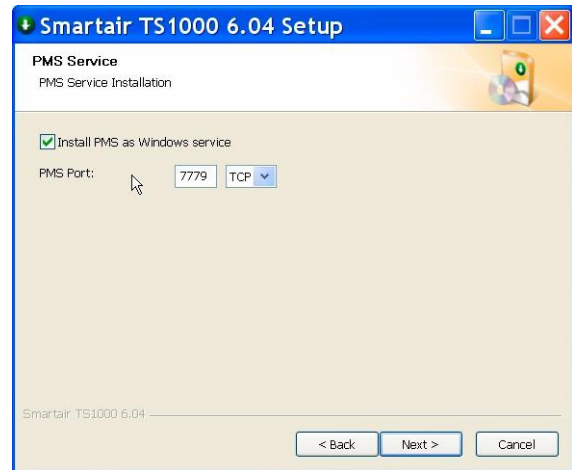 Smartair TS1000 6.04 Setup
PMS Service
PMS Service Installation
Install PMS as Windows service
PMS Port: 7779 TCP
Smartair TS1000 6.04
< Back Next > Cancel